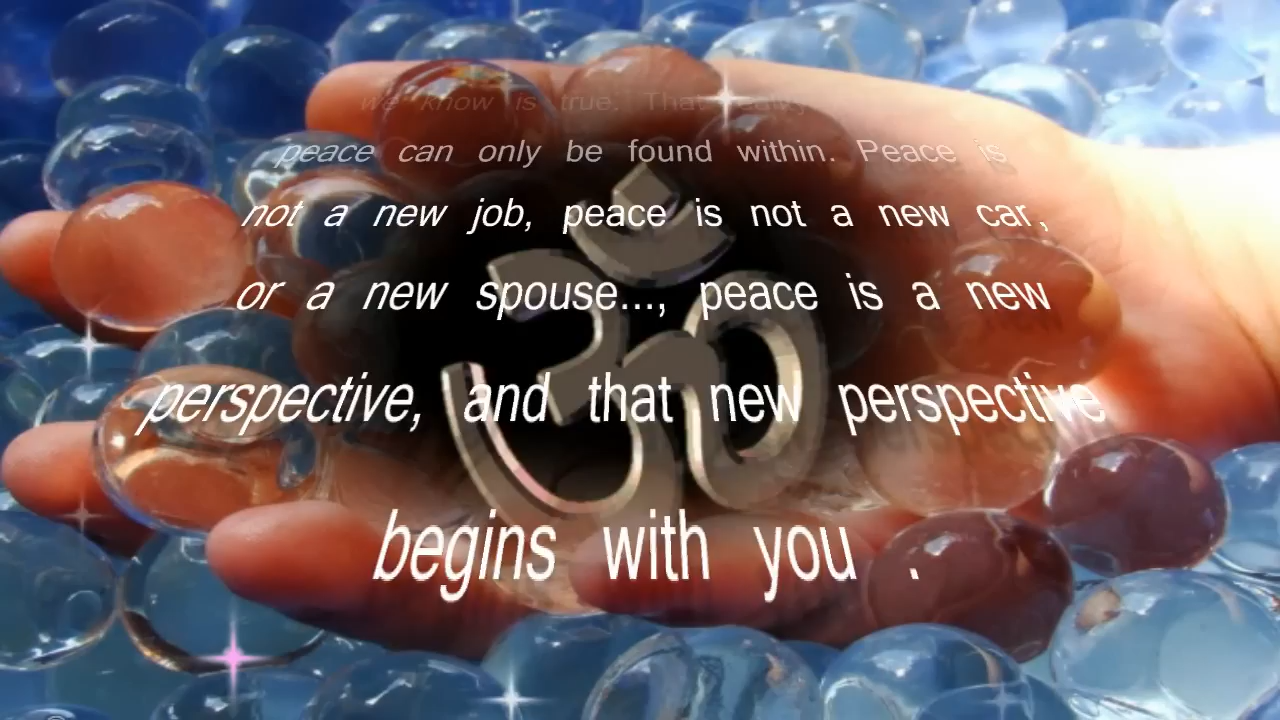 we know is true. That really
peace can only be found within. Peace is
not a new job, peace is not a new car,
or a new spouse..., peace is a new
perspective, and that new perspective
begins with you .
ॐ